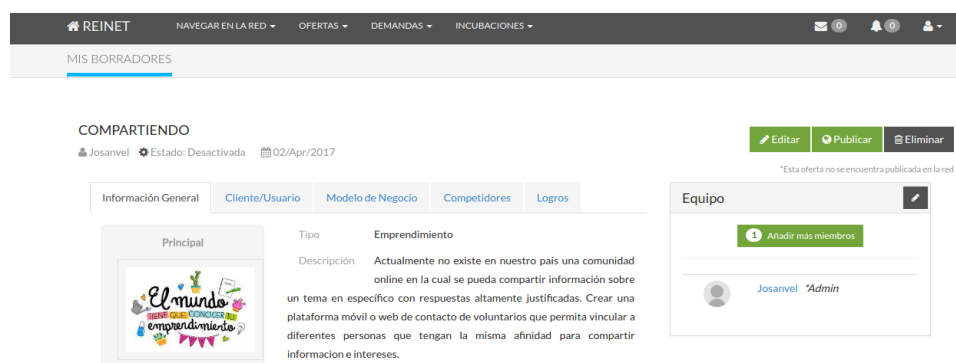 REINET NAVEGAR EN LA RED OFERTAS DEMANDAS INCUBACIONES 0 0
MIS BORRADORES
COMPARTIENDO
Josanvel Estado: Desactivada 02/Apr/2017
Editar Publicar Eliminar
*Esta oferta no se encuentra publicada en la red
Información General Cliente/Usuario Modelo de Negocio Competidores Logros
Principal
El mundo
TIENE QUE CONOCER TU
emprendimiento
Tipo Emprendimiento
Descripción Actualmente no existe en nuestro país una comunidad
online en la cual se pueda compartir información sobre
un tema en específico con respuestas altamente justificadas. Crear una
plataforma móvil o web de contacto de voluntarios que permita vincular a
diferentes personas que tengan la misma afinidad para compartir
informacion e intereses.
Equipo
1 Añadir más miembros
Josanvel *Admin